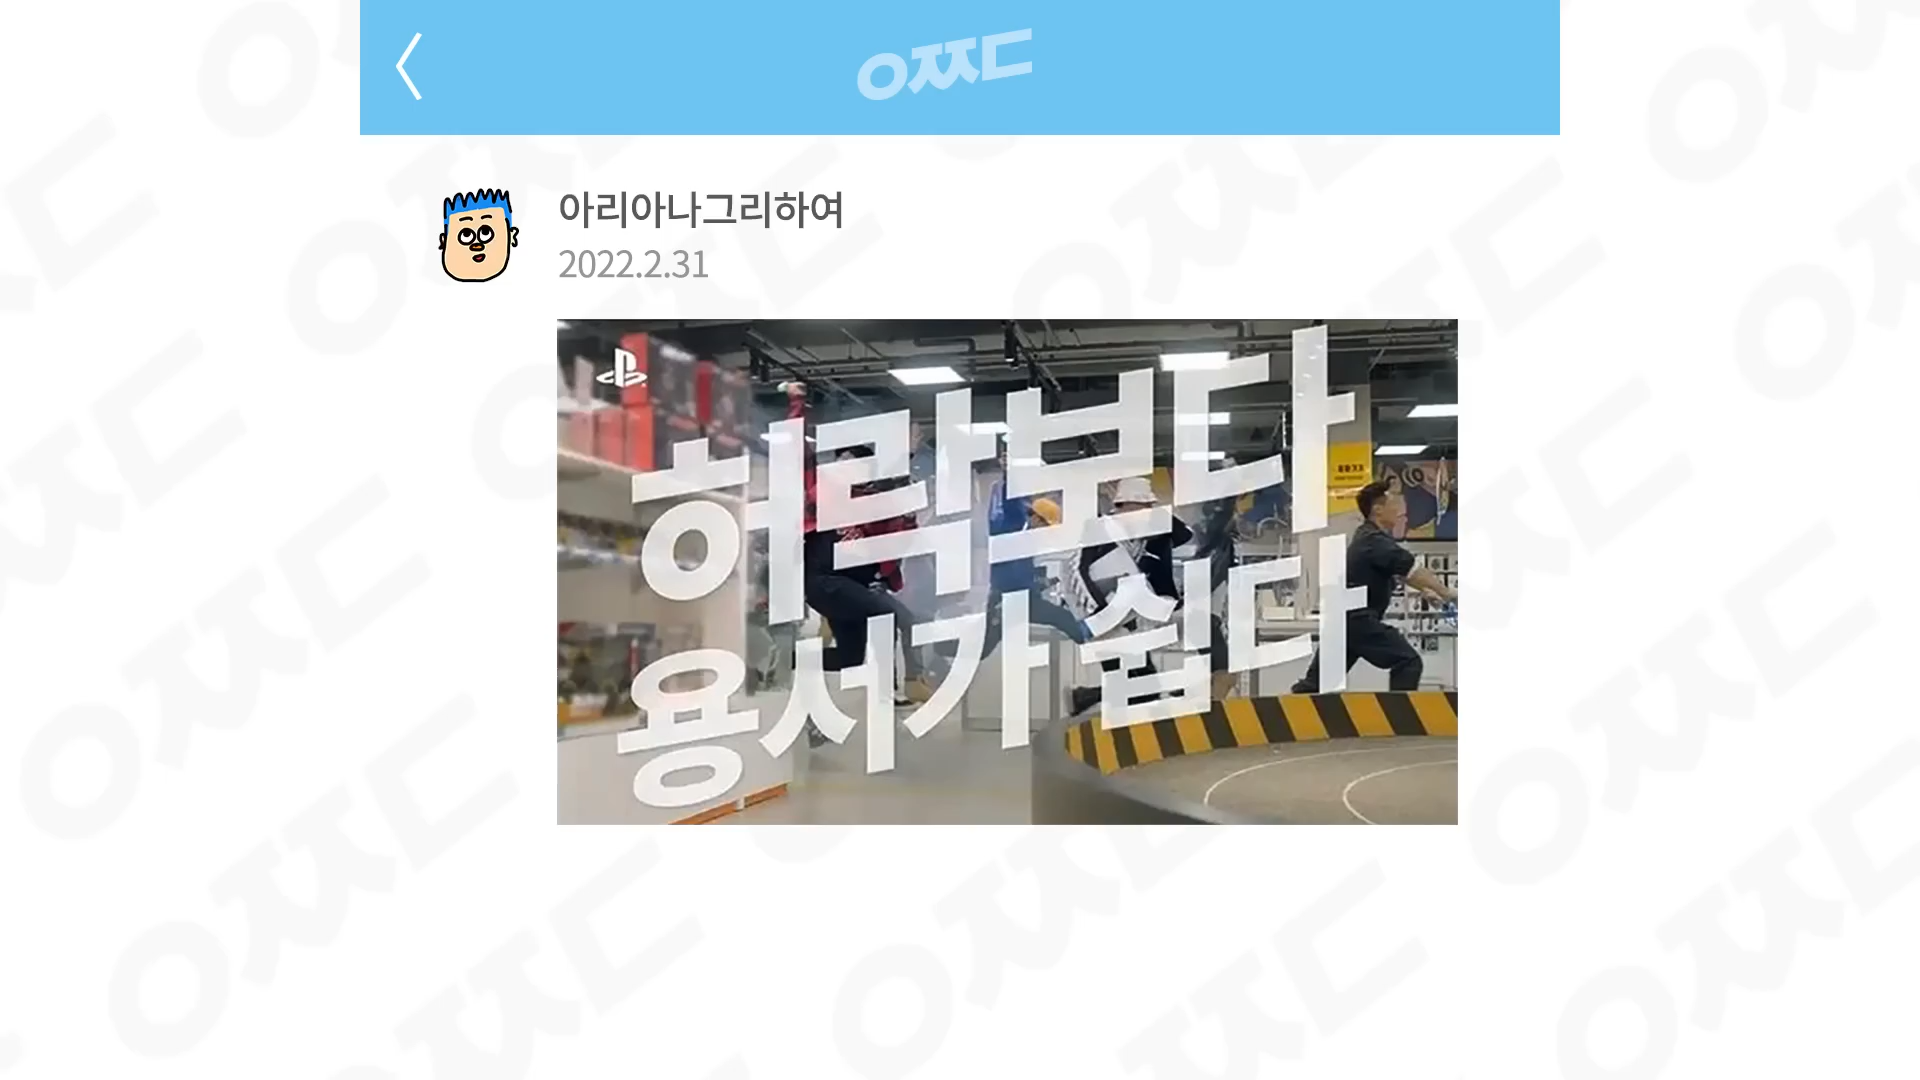 ㅇㅉㄷ
아리아나그리하여
2022.2.31
허락보다
용서가 쉽다